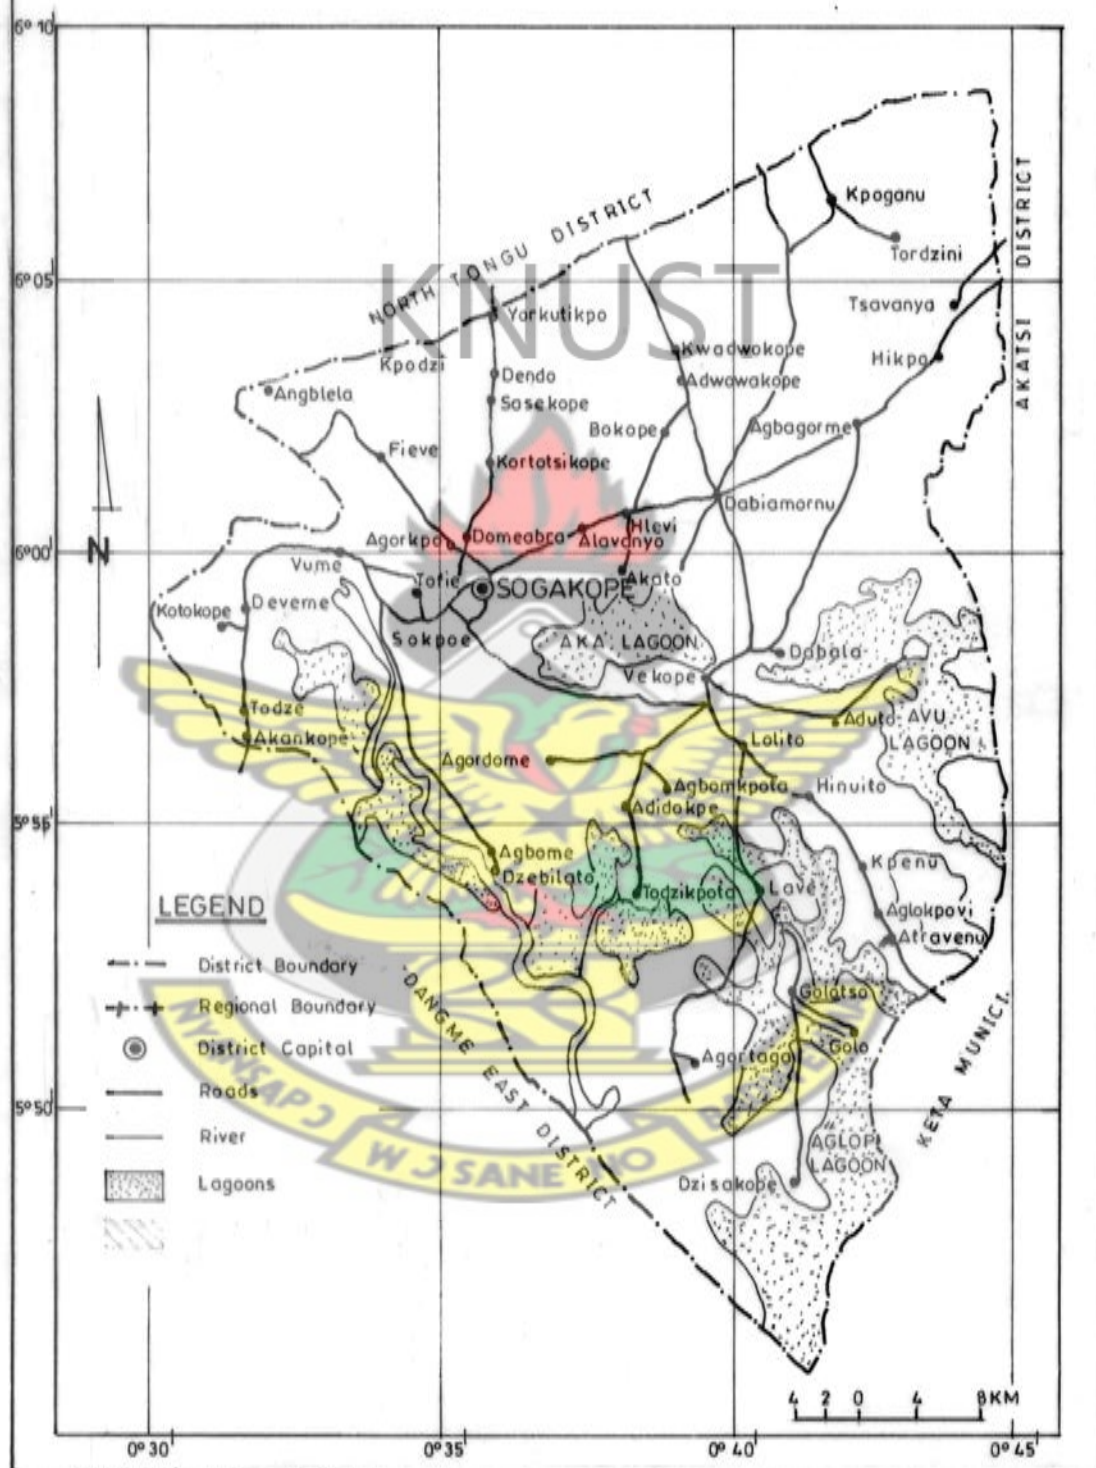 6° 10
KNUST
NORTH TONGU DISTRICT
AKATSI DISTRICT
Kpoganu
Tordzini
6°05
Tsavanya
Yorkutikpo
Kwadwokope
Hikpo
Kpodzi
Dendo
Adwowakope
Angblela
Sasekope
Bokope
Agbagorme
Fieve
Kortotsikope
Dabiamornu
Hlevi
Agorkpo
Domeabra
Alavanyo
6°00
N
Vume
Tofie
SOGAKOPE
Akato
Kotokope
Deveme
Sokpoe
AKA LAGOON
Dabala
Vekope
Todze
Aduto
AVU
LAGOON
Akankope
Lolito
Agordome
Agbomkpota
Hinuito
Adidokpe
5°55
Agbome
Kpenu
Dzebilato
Todzikpota
Lave
Aglokpovi
Atravenu
LEGEND
District Boundary
Regional Boundary
District Capital
Roads
River
Lagoons
DANGME EAST DISTRICT
Golotso
Golo
Agortaga
KETA MUNICI.
5°50
AGLOP
LAGOON
Dzisakope
W J SANE NO
4 2 0 4 8KM
0° 30
0°35
0° 40
0° 45